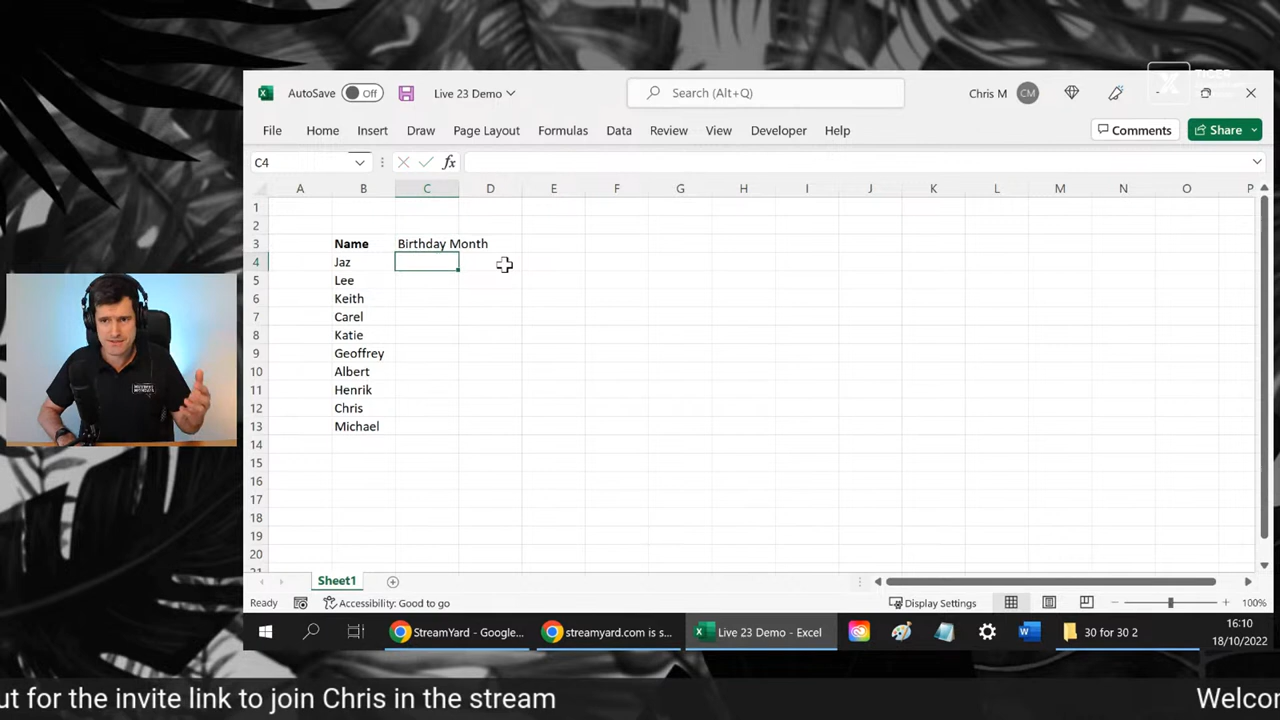 TIGER
AutoSave Off Live 23 Demo Search (Alt+Q) Chris M CM
File Home Insert Draw Page Layout Formulas Data Review View Developer Help Comments Share
C4 fx
A B C D E F G H I J K L M N O P
1
2
3 Name Birthday Month
4 Jaz
5 Lee
6 Keith
7 Carel
8 Katie
9 Geoffrey
10 Albert
11 Henrik
12 Chris
13 Michael
14
15
16
17
18
19
20
21
Sheet1
Ready Accessibility: Good to go Display Settings 100%
StreamYard - Google... streamyard.com is s... Live 23 Demo - Excel 30 for 30 2 16:10
18/10/2022
ut for the invite link to join Chris in the stream Welcor